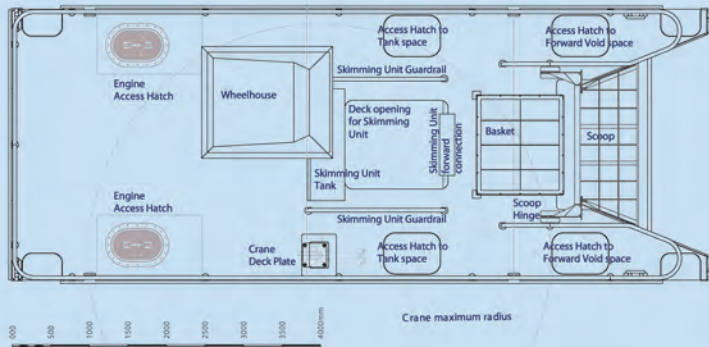 Access Hatch to
Tank space
Access Hatch to
Forward Void space
Engine
Access Hatch
Skimming Unit Guardrail
Wheelhouse
Deck opening
for Skimming
Unit
Skimming Unit
forward
connection
Basket
Scoop
Skimming Unit
Tank
Engine
Access Hatch
Scoop
Hinge
Skimming Unit Guardrail
Crane
Deck Plate
Access Hatch to
Tank space
Access Hatch to
Forward Void space
Crane maximum radius
000
500
1000
1500
2000
2500
3500
4000mm